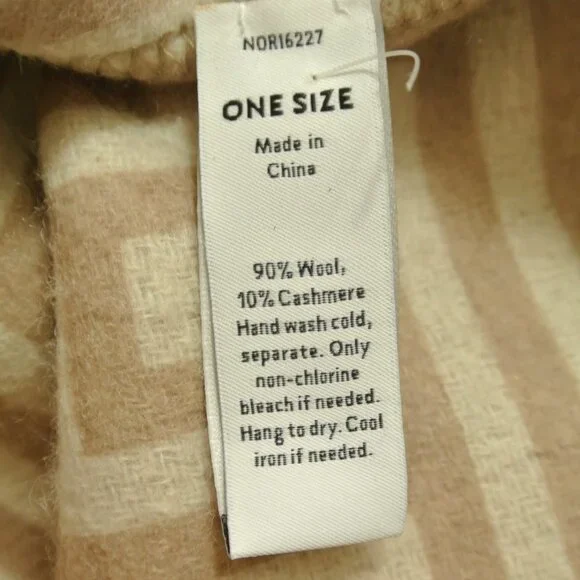 NOR16227
ONE SIZE
Made in
China
90% Wool,
10% Cashmere
Hand wash cold,
separate. Only
non-chlorine
bleach if needed.
Hang to dry. Cool
iron if needed.